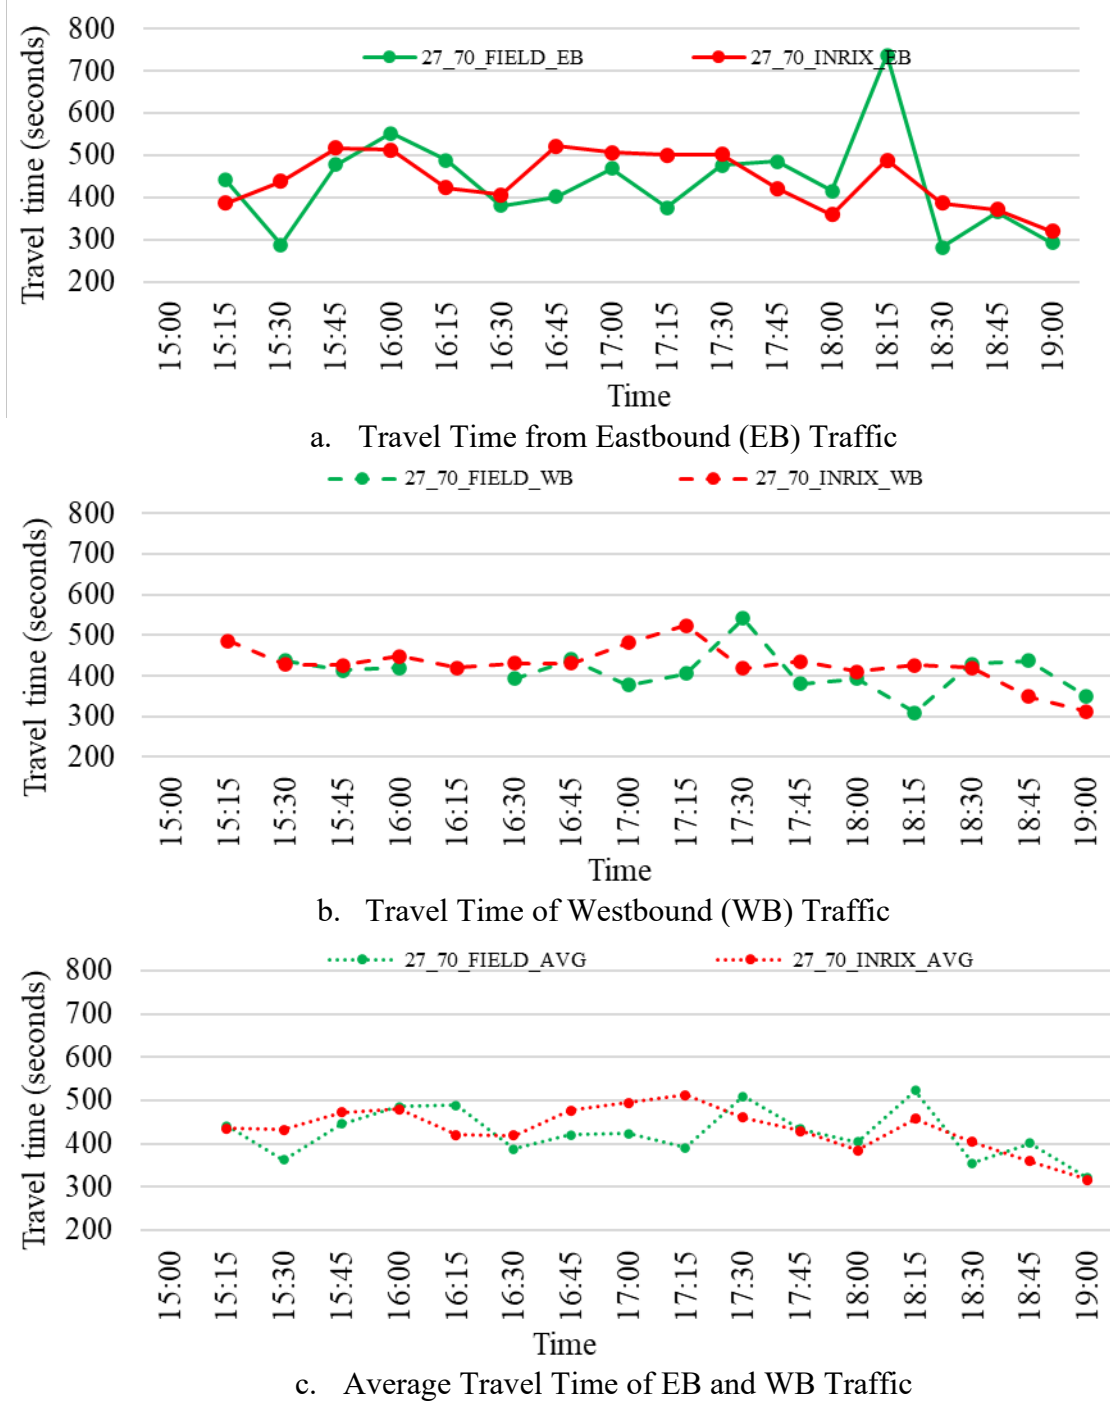 800
27_70_FIELD_EB 27_70_INRIX_EB
700
600
500
400
300
200
Travel time (seconds)
15:00 15:15 15:30 15:45 16:00 16:15 16:30 16:45 17:00 17:15 17:30 17:45 18:00 18:15 18:30 18:45 19:00
Time
a. Travel Time from Eastbound (EB) Traffic
27_70_FIELD_WB 27_70_INRIX_WB
800
700
600
500
400
300
200
Travel time (seconds)
15:00 15:15 15:30 15:45 16:00 16:15 16:30 16:45 17:00 17:15 17:30 17:45 18:00 18:15 18:30 18:45 19:00
Time
b. Travel Time of Westbound (WB) Traffic
27_70_FIELD_AVG 27_70_INRIX_AVG
800
700
600
500
400
300
200
Travel time (seconds)
15:00 15:15 15:30 15:45 16:00 16:15 16:30 16:45 17:00 17:15 17:30 17:45 18:00 18:15 18:30 18:45 19:00
Time
c. Average Travel Time of EB and WB Traffic